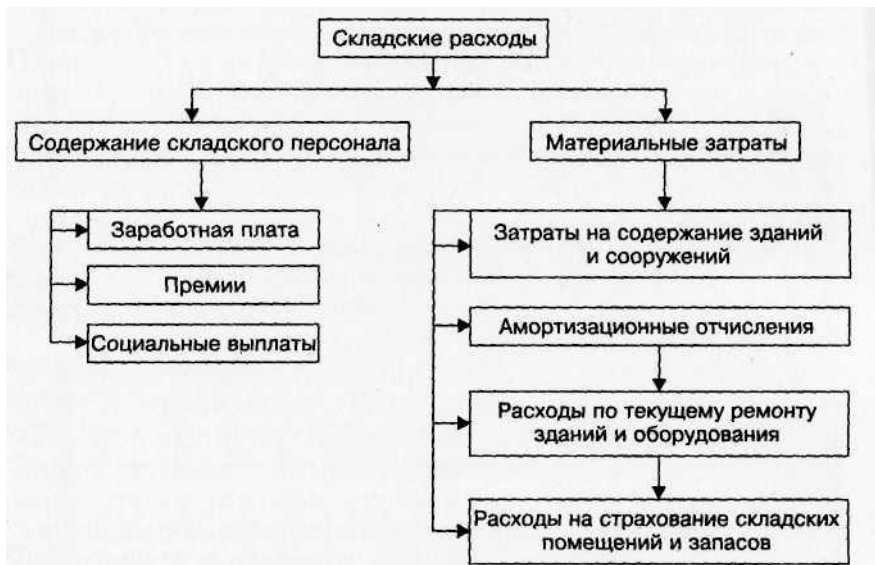 Складские расходы
Содержание складского персонала
Материальные затраты
Заработная плата
Премии
Социальные выплаты
Затраты на содержание зданий
и сооружений
Амортизационные отчисления
Расходы по текущему ремонту
зданий и оборудования
Расходы на страхование складских
помещений и запасов